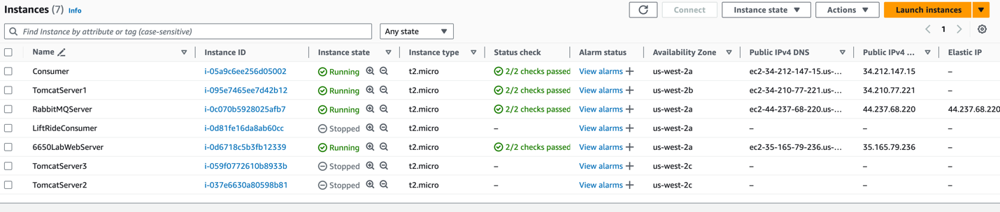 Instances (7) Info Connect Instance state Actions Launch instances
Find Instance by attribute or tag (case-sensitive) Any state 1
Name Instance ID Instance state Instance type Status check Alarm status Availability Zone Public IPv4 DNS Public IPv4 ... Elastic IP
Consumer i-05a9c6ee256d05002 Running t2.micro 2/2 checks passed View alarms + us-west-2a ec2-34-212-147-15.us-... 34.212.147.15 –
TomcatServer1 i-095e7465ee7d42b12 Running t2.micro 2/2 checks passed View alarms + us-west-2b ec2-34-210-77-221.us-... 34.210.77.221 –
RabbitMQServer i-0c070b5928025afb7 Running t2.micro 2/2 checks passed View alarms + us-west-2a ec2-44-237-68-220.us-... 44.237.68.220 44.237.68.220
LiftRideConsumer i-0d81fe16da8ab60cc Stopped t2.micro – View alarms + us-west-2a – – –
6650LabWebServer i-0d6718c5b3fb12339 Running t2.micro 2/2 checks passed View alarms + us-west-2a ec2-35-165-79-236.us-... 35.165.79.236 –
TomcatServer3 i-059f0772610b8933b Stopped t2.micro – View alarms + us-west-2c – – –
TomcatServer2 i-037e6630a80598b81 Stopped t2.micro – View alarms + us-west-2c – – –